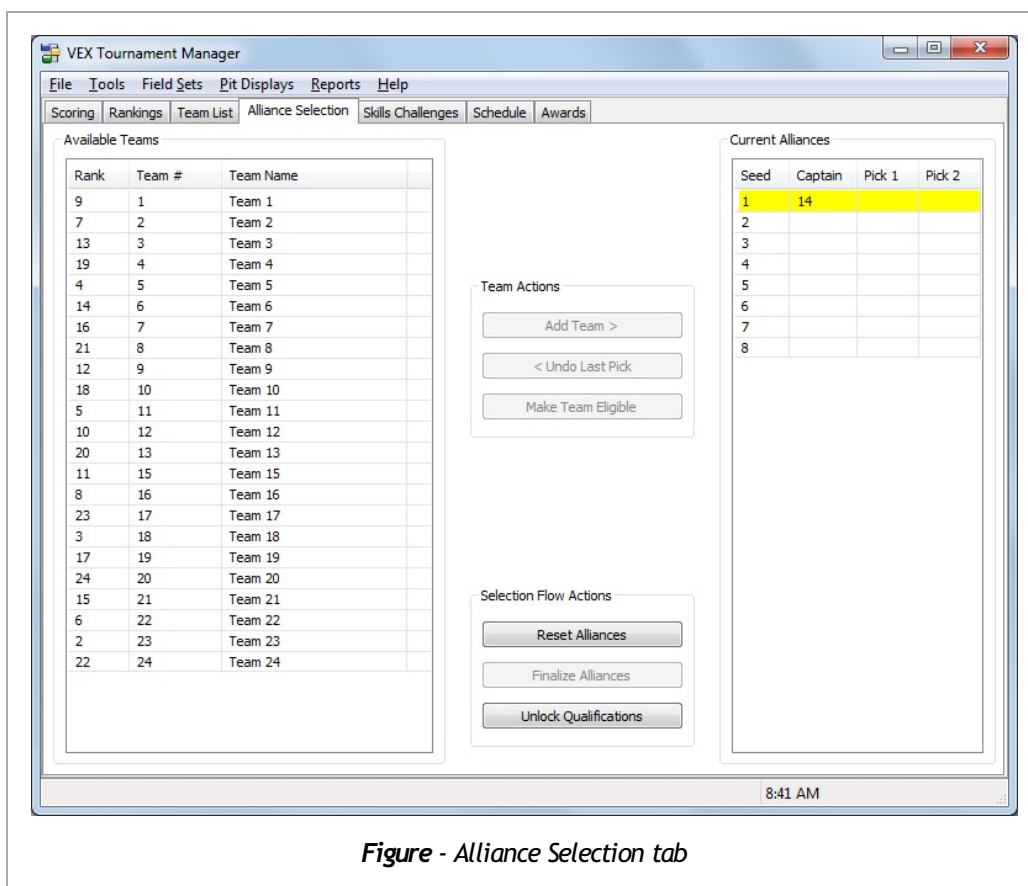 VEX Tournament Manager
File Tools Field Sets Pit Displays Reports Help
Scoring Rankings Team List Alliance Selection Skills Challenges Schedule Awards
Available Teams
Rank Team # Team Name
9 1 Team 1
7 2 Team 2
13 3 Team 3
19 4 Team 4
4 5 Team 5
14 6 Team 6
16 7 Team 7
21 8 Team 8
12 9 Team 9
18 10 Team 10
5 11 Team 11
10 12 Team 12
20 13 Team 13
11 15 Team 15
8 16 Team 16
23 17 Team 17
3 18 Team 18
17 19 Team 19
24 20 Team 20
15 21 Team 21
6 22 Team 22
2 23 Team 23
22 24 Team 24
Team Actions
Add Team >
< Undo Last Pick
Make Team Eligible
Selection Flow Actions
Reset Alliances
Finalize Alliances
Unlock Qualifications
Current Alliances
Seed Captain Pick 1 Pick 2
1 14
2
3
4
5
6
7
8
8:41 AM
Figure - Alliance Selection tab